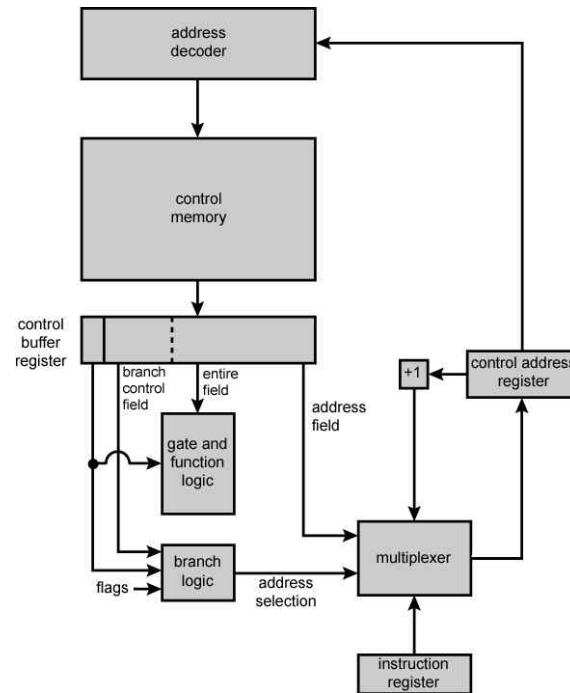 address
decoder
control
memory
control
buffer
register
branch
control
field
entire
field
address
field
+1
control address
register
gate and
function
logic
multiplexer
branch
logic
flags
address
selection
instruction
register